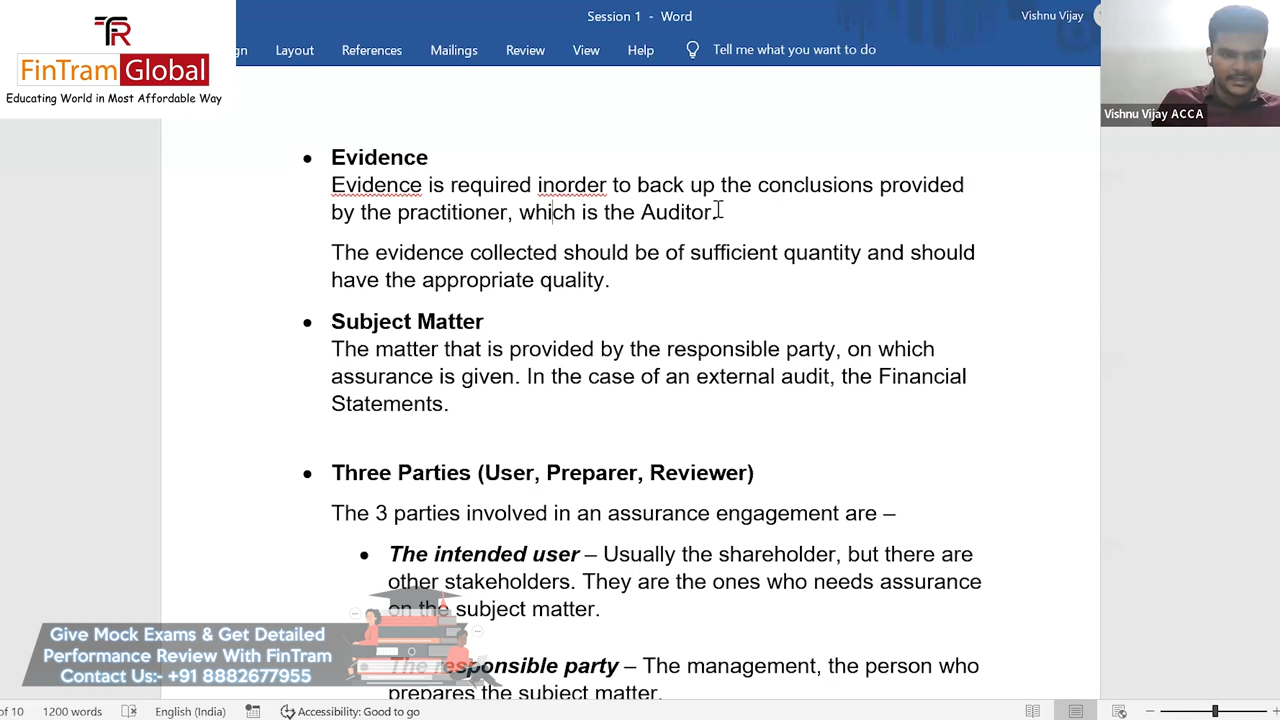 Session 1 - Word
Vishnu Vijay
TR
FinTram Global
Educating World in Most Affordable Way
gn Layout References Mailings Review View Help Tell me what you want to do
Vishnu Vijay ACCA
• Evidence
Evidence is required inorder to back up the conclusions provided
by the practitioner, which is the Auditor.
The evidence collected should be of sufficient quantity and should
have the appropriate quality.
• Subject Matter
The matter that is provided by the responsible party, on which
assurance is given. In the case of an external audit, the Financial
Statements.
• Three Parties (User, Preparer, Reviewer)
The 3 parties involved in an assurance engagement are –
• The intended user – Usually the shareholder, but there are
other stakeholders. They are the ones who needs assurance
on the subject matter.
• The responsible party – The management, the person who
prepares the subject matter.
Give Mock Exams & Get Detailed
Performance Review With FinTram
Contact Us:- +91 8882677955
of 10 1200 words English (India) Accessibility: Good to go